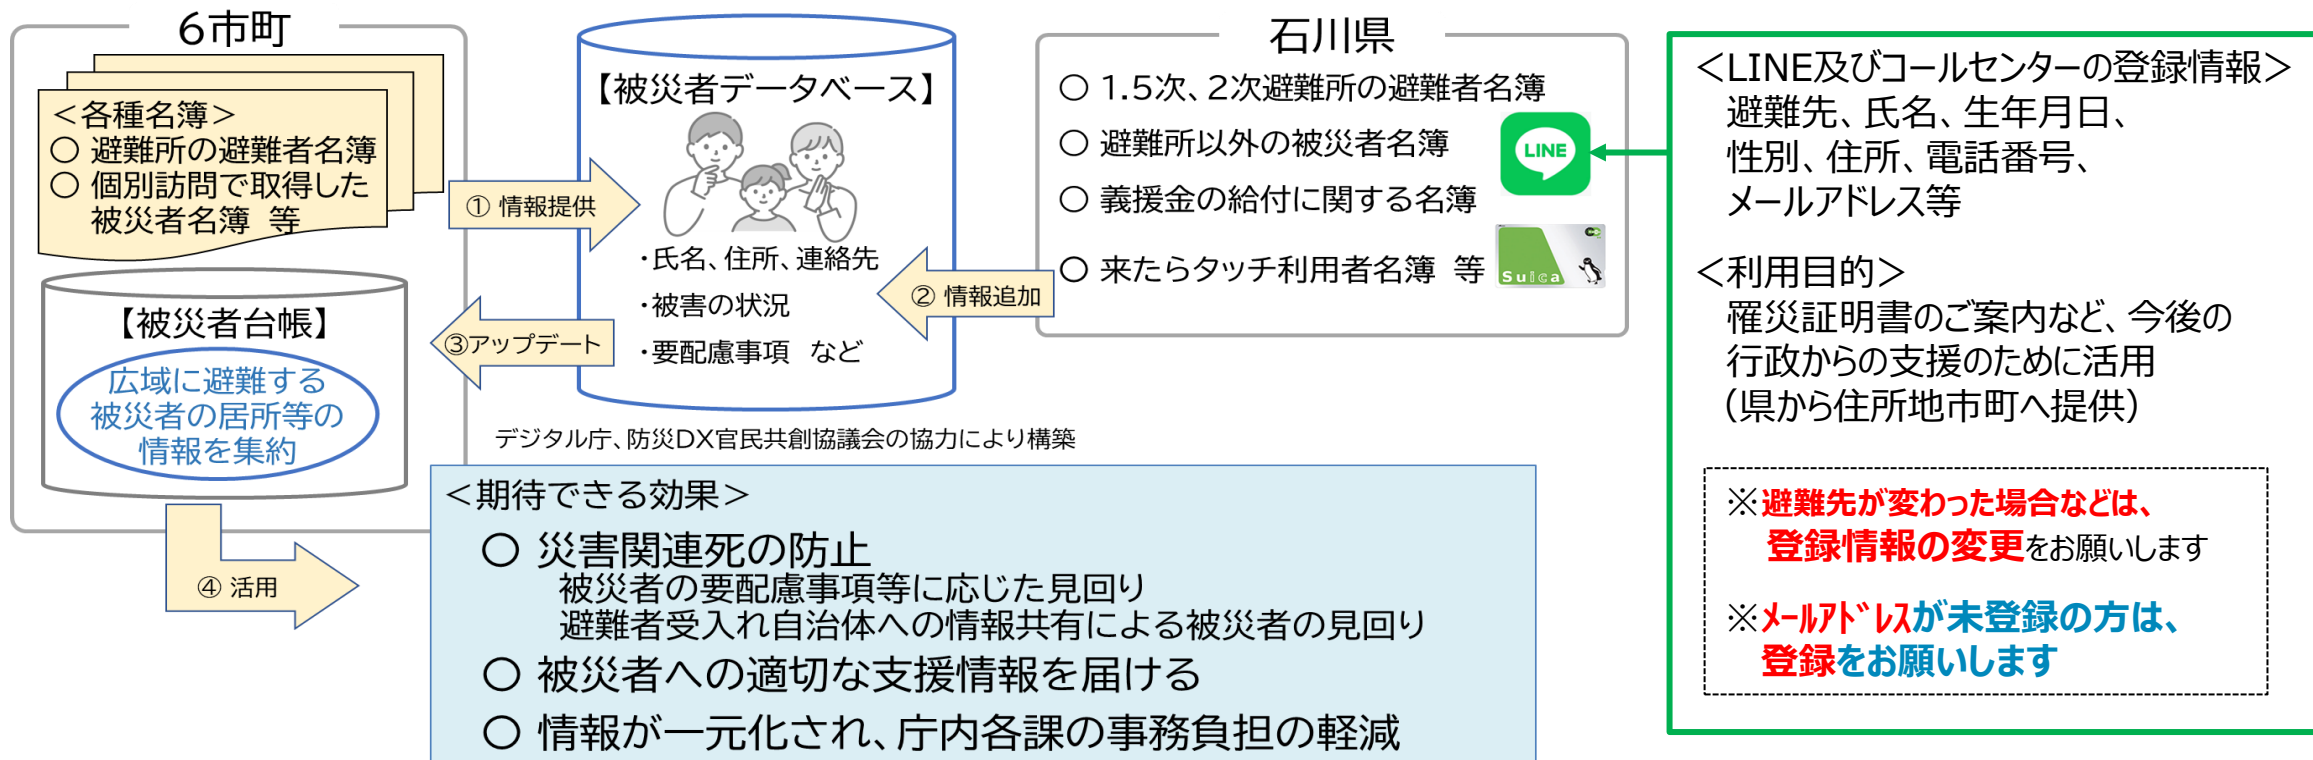 6市町
＜各種名簿＞
〇 避難所の避難者名簿
〇 個別訪問で取得した
被災者名簿 等
【被災者台帳】
広域に避難する
被災者の居所等の
情報を集約
① 情報提供
③アップデート
④ 活用
【被災者データベース】
・氏名、住所、連絡先
・被害の状況
・要配慮事項　など
② 情報追加
石川県
〇 1.5次、2次避難所の避難者名簿
〇 避難所以外の被災者名簿
〇 義援金の給付に関する名簿
〇 来たらタッチ利用者名簿 等
LINE
Suica
デジタル庁、防災DX官民共創協議会の協力により構築
＜期待できる効果＞
〇 災害関連死の防止
被災者の要配慮事項等に応じた見回り
避難者受入れ自治体への情報共有による被災者の見回り
〇 被災者への適切な支援情報を届ける
〇 情報が一元化され、庁内各課の事務負担の軽減
＜LINE及びコールセンターの登録情報＞
避難先、氏名、生年月日、
性別、住所、電話番号、
メールアドレス等
＜利用目的＞
罹災証明書のご案内など、今後の
行政からの支援のために活用
（県から住所地市町へ提供）
※避難先が変わった場合などは、
登録情報の変更をお願いします
※メールアドレスが未登録の方は、
登録をお願いします